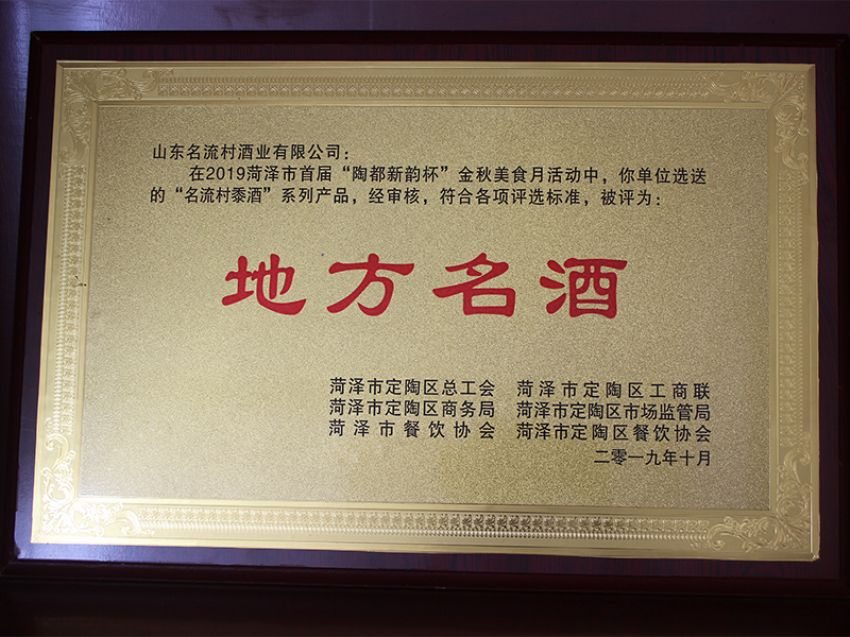 山东名流村酒业有限公司：
在2019菏泽市首届“陶都新韵杯”金秋美食月活动中，你单位选送
的“名流村黍酒”系列产品，经审核，符合各项评选标准，被评为：
地方名酒
菏泽市定陶区总工会 菏泽市定陶区工商联
菏泽市定陶区商务局 菏泽市定陶区市场监管局
菏泽市餐饮协会 菏泽市定陶区餐饮协会
二零一九年十月